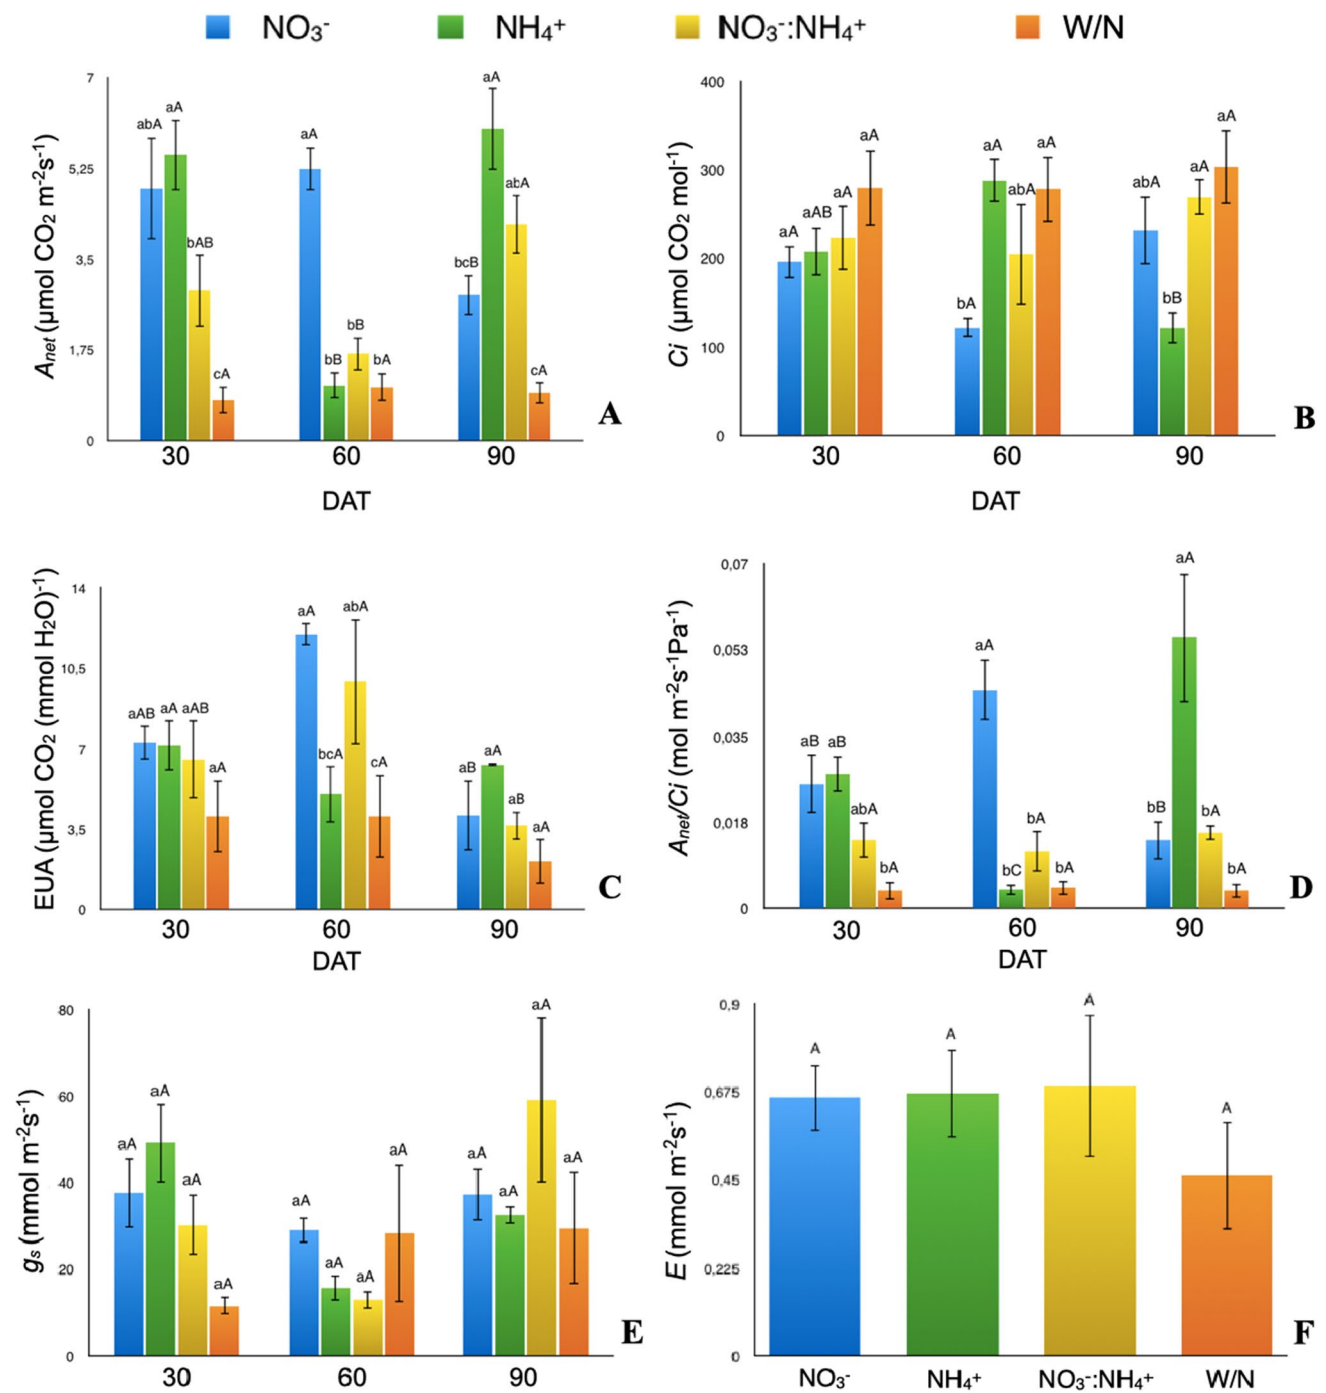 NO₃⁻ NH₄⁺ NO₃⁻:NH₄⁺ W/N
Aₙₑₜ (µmol CO₂ m⁻²s⁻¹)
7
5,25
3,5
1,75
0
abA aA bAB cA
aA bB bB bA
bcB aA abA cA
30 60 90
DAT
A
Ci (µmol CO₂ mol⁻¹)
400
300
200
100
0
aA aAB aA aA
bA aA abA aA
abA bB aA aA
30 60 90
DAT
B
EUA (µmol CO₂ (mmol H₂O)⁻¹
14
10,5
7
3,5
0
aAB aA aAB aA
aA bcA abA cA
aB aA aB aA
30 60 90
DAT
C
Aₙₑₜ/Ci (mol m⁻²s⁻¹Pa⁻¹)
0,07
0,053
0,035
0,018
0
aB aB abA bA
aA bC bA bA
bB aA bA bA
30 60 90
DAT
D
gₛ (mmol m⁻²s⁻¹)
80
60
40
20
0
aA aA aA aA
aA aA aA aA
aA aA aA aA
30 60 90
E
E (mmol m⁻²s⁻¹)
0,9
0,675
0,45
0,225
0
A A A A
NO₃⁻ NH₄⁺ NO₃⁻:NH₄⁺ W/N
F